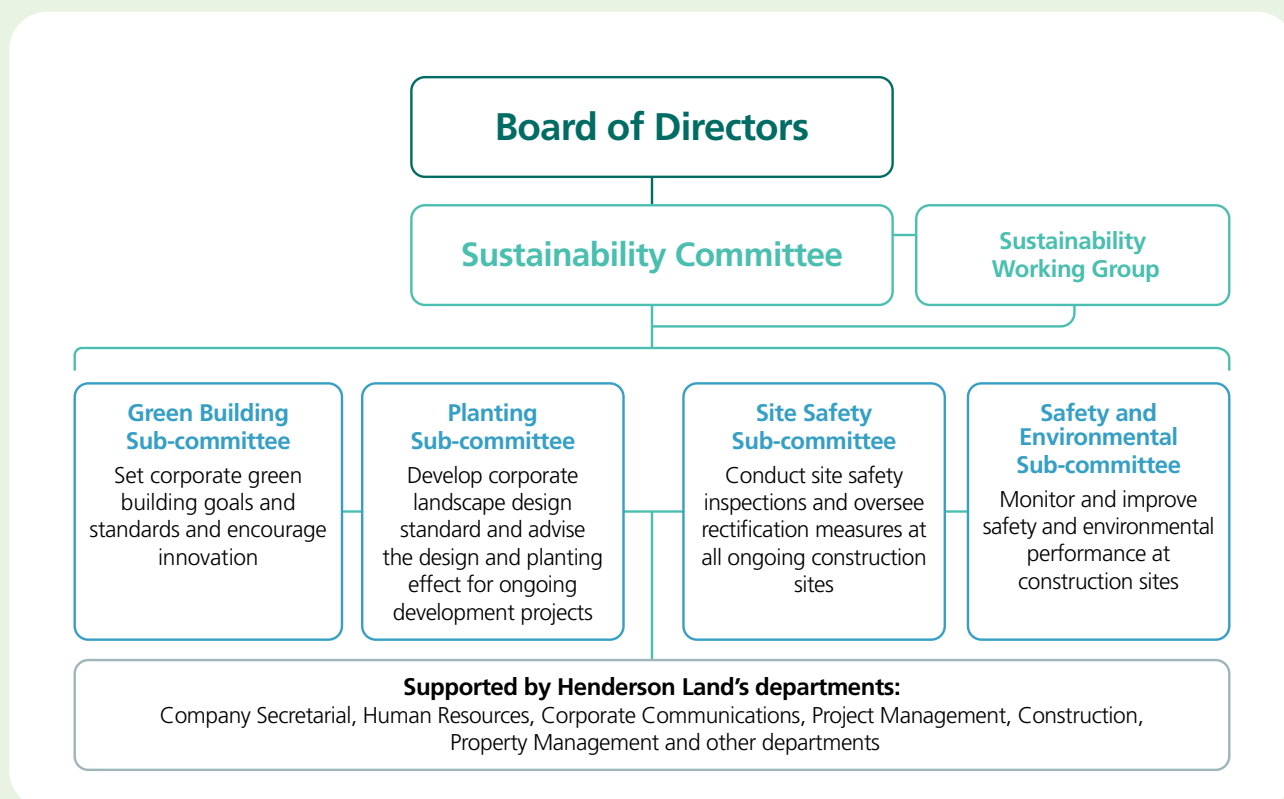 Board of Directors
Sustainability Committee
Sustainability
Working Group
Green Building
Sub-committee
Set corporate green
building goals and
standards and encourage
innovation
Planting
Sub-committee
Develop corporate
landscape design
standard and advise
the design and planting
effect for ongoing
development projects
Site Safety
Sub-committee
Conduct site safety
inspections and oversee
rectification measures at
all ongoing construction
sites
Safety and
Environmental
Sub-committee
Monitor and improve
safety and environmental
performance at
construction sites
Supported by Henderson Land's departments:
Company Secretarial, Human Resources, Corporate Communications, Project Management, Construction,
Property Management and other departments